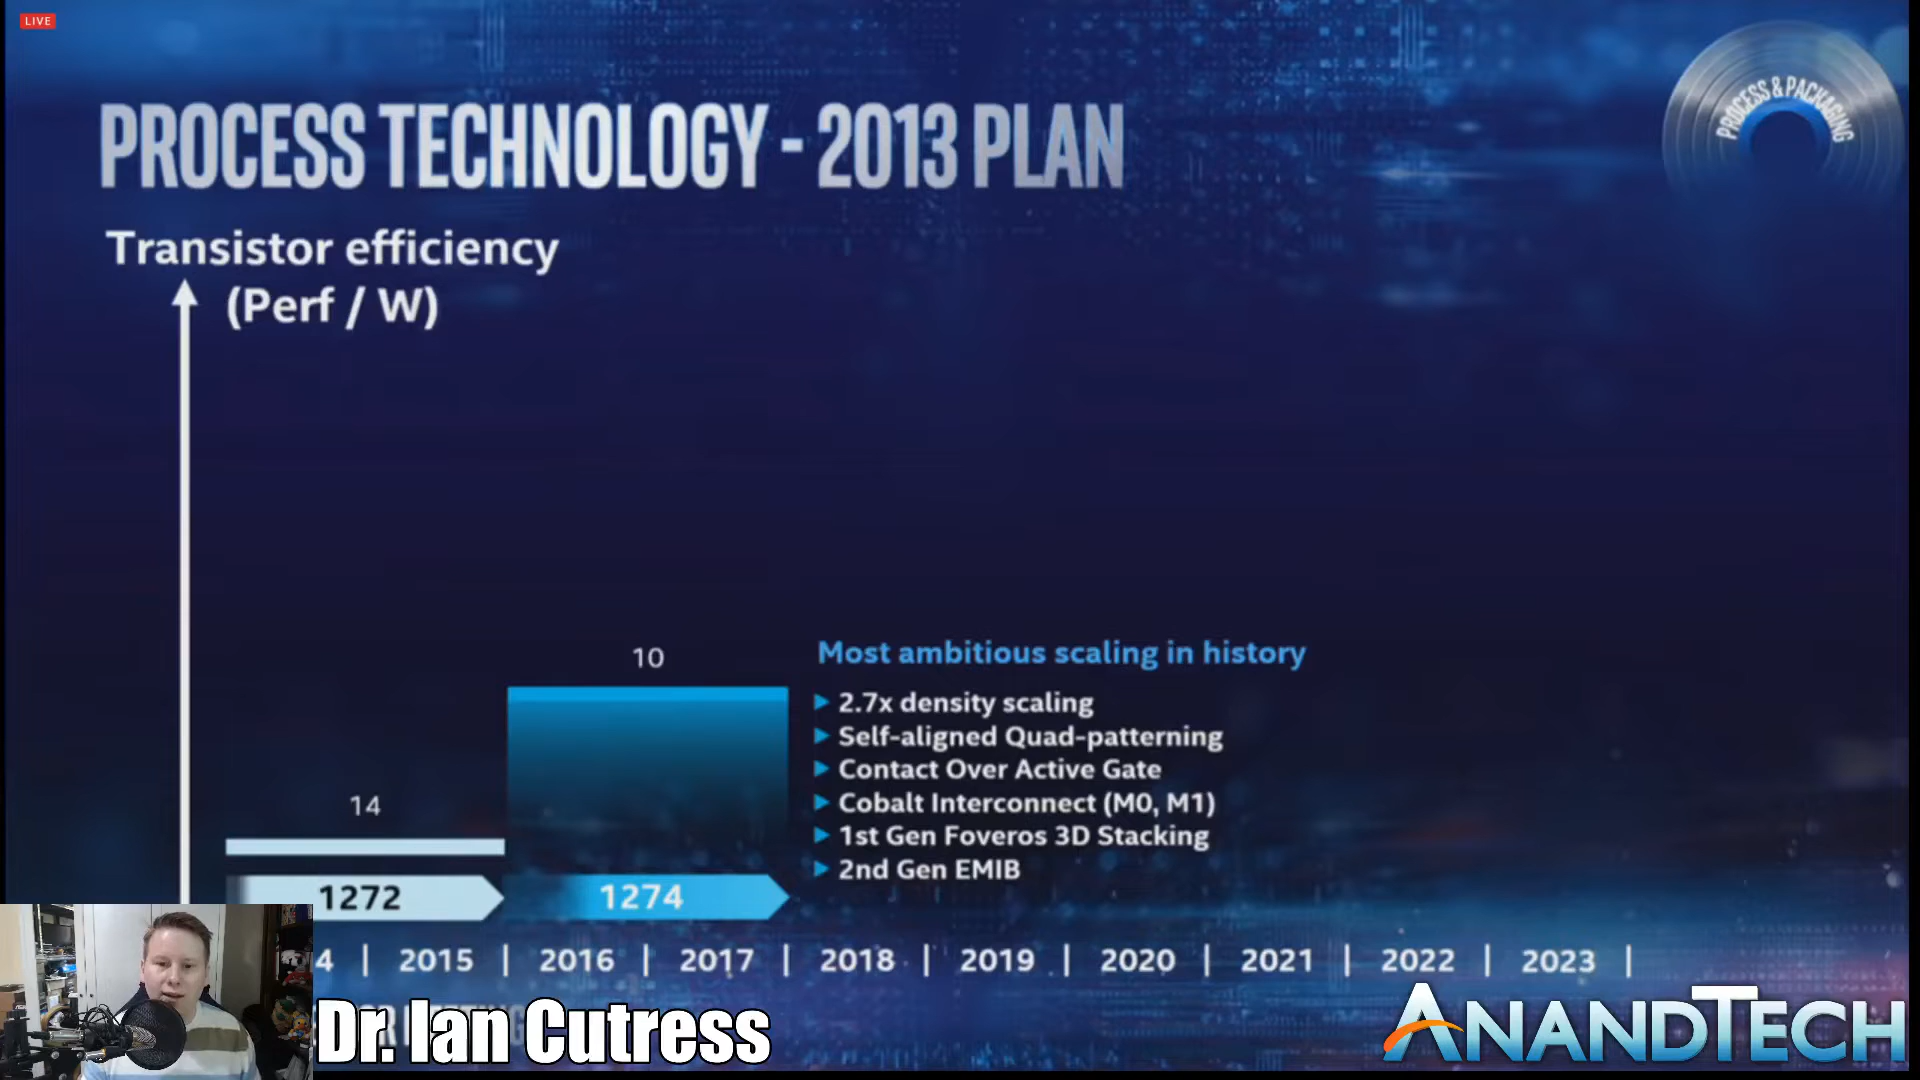 LIVE
PROCESS & PACKAGING
PROCESS TECHNOLOGY - 2013 PLAN
Transistor efficiency
(Perf / W)
10
14
Most ambitious scaling in history
2.7x density scaling
Self-aligned Quad-patterning
Contact Over Active Gate
Cobalt Interconnect (M0, M1)
1st Gen Foveros 3D Stacking
2nd Gen EMIB
1272
1274
4 | 2015 | 2016 | 2017 | 2018 | 2019 | 2020 | 2021 | 2022 | 2023 |
Dr. Ian Cutress
ANANDTECH